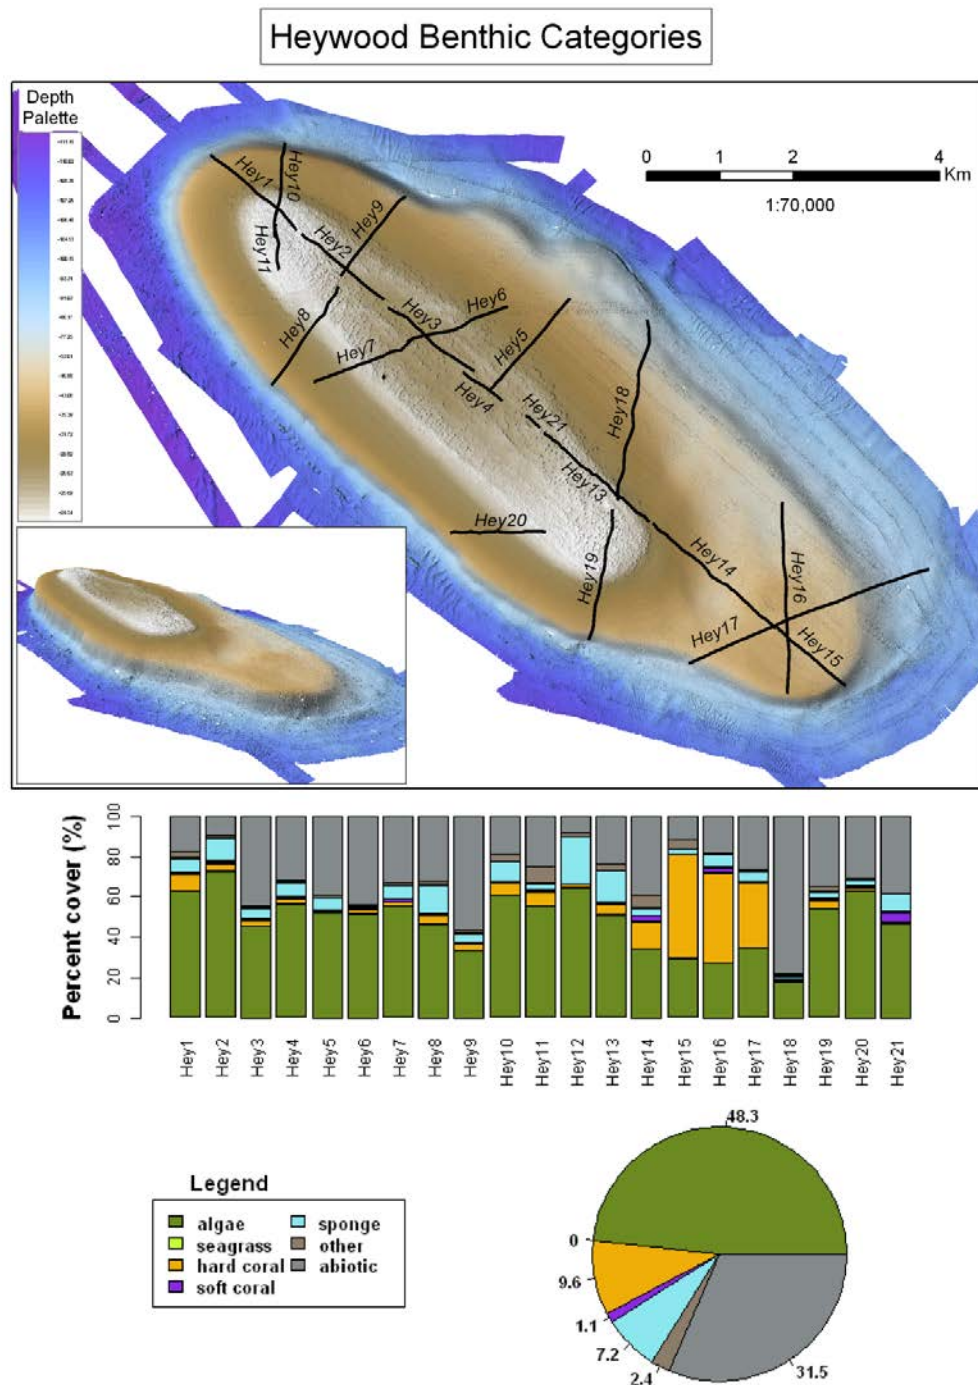 Heywood Benthic Categories
Depth
Palette
0 1 2 4
Km
1:70,000
Hey1
Hey10
Hey9
Hey2
Hey11
Hey8
Hey3
Hey6
Hey7
Hey5
Hey4
Hey18
Hey21
Hey13
Hey20
Hey19
Hey14
Hey16
Hey17
Hey15
Percent cover (%)
0 20 40 60 80 100
Hey1 Hey2 Hey3 Hey4 Hey5 Hey6 Hey7 Hey8 Hey9 Hey10 Hey11 Hey12 Hey13 Hey14 Hey15 Hey16 Hey17 Hey18 Hey19 Hey20 Hey21
48.3
0
9.6
1.1
7.2
2.4
31.5
Legend
algae
seagrass
hard coral
soft coral
sponge
other
abiotic